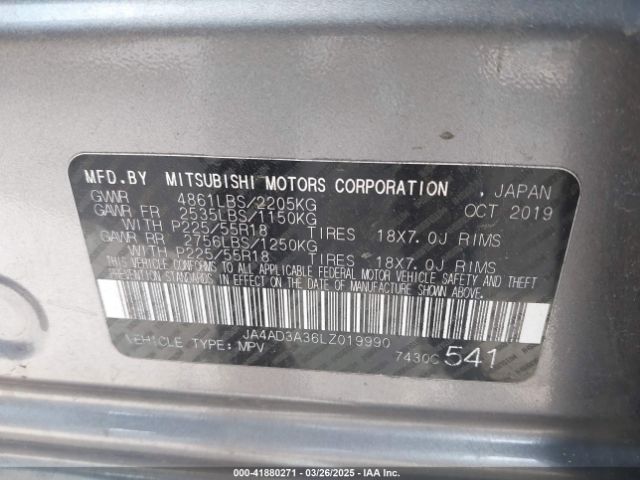 MFD.BY MITSUBISHI MOTORS CORPORATION , JAPAN
GWWR 4861LBS/2205KG OCT 2019
GAWR FR 2535LBS/1150KG
WITH P225/55R18 TIRES 18X7.0J RIMS
GAWR RR 2756LBS/1250KG
WITH P225/55R18 TIRES 18X7.0J RIMS
THIS VEHICLE CONFORMS TO ALL APPLICABLE FEDERAL MOTOR VEHICLE SAFETY AND THEFT
PREVENTION STANDARDS IN EFFECT ON THE DATE OF MANUFACTURE SHOWN ABOVE.
JA4AD3A36LZ019990
VEHICLE TYPE: MPV 7430C 541
00-41880271 | 03/26/2025 | IAA Inc.